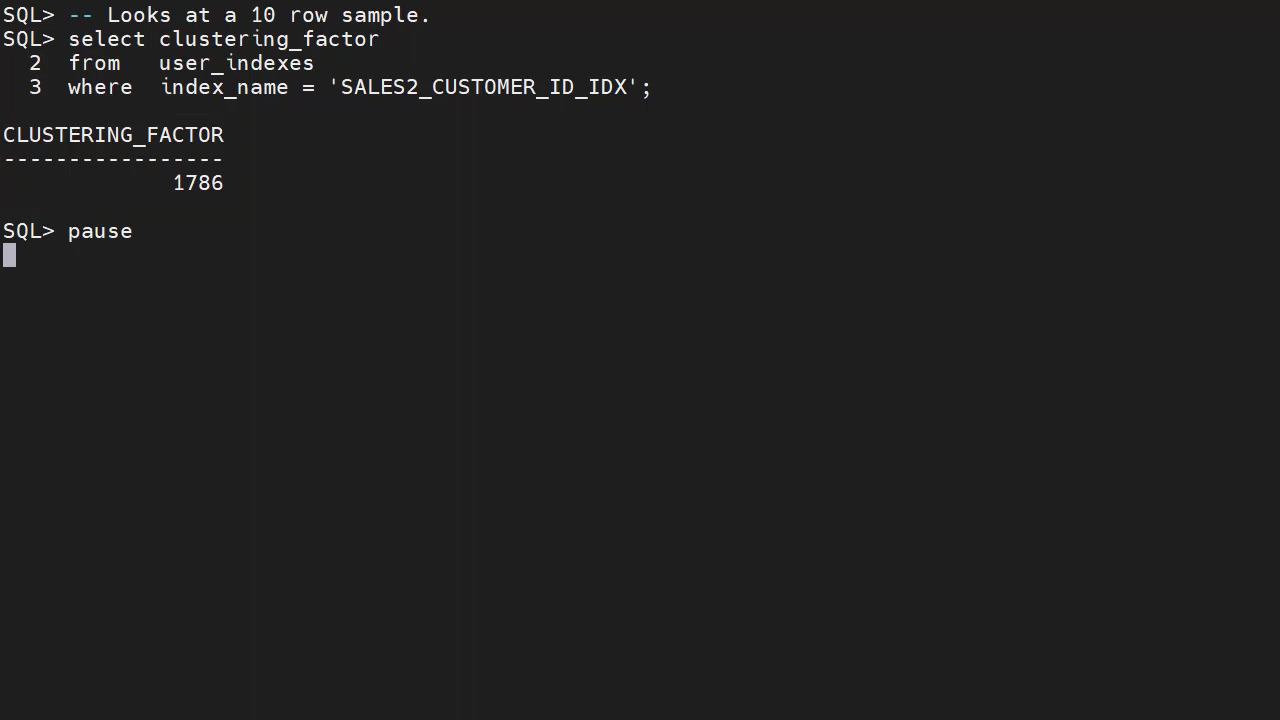 SQL> -- Looks at a 10 row sample.
SQL> select clustering_factor
  2  from   user_indexes
  3  where  index_name = 'SALES2_CUSTOMER_ID_IDX';
CLUSTERING_FACTOR
-----------------
             1786
SQL> pause